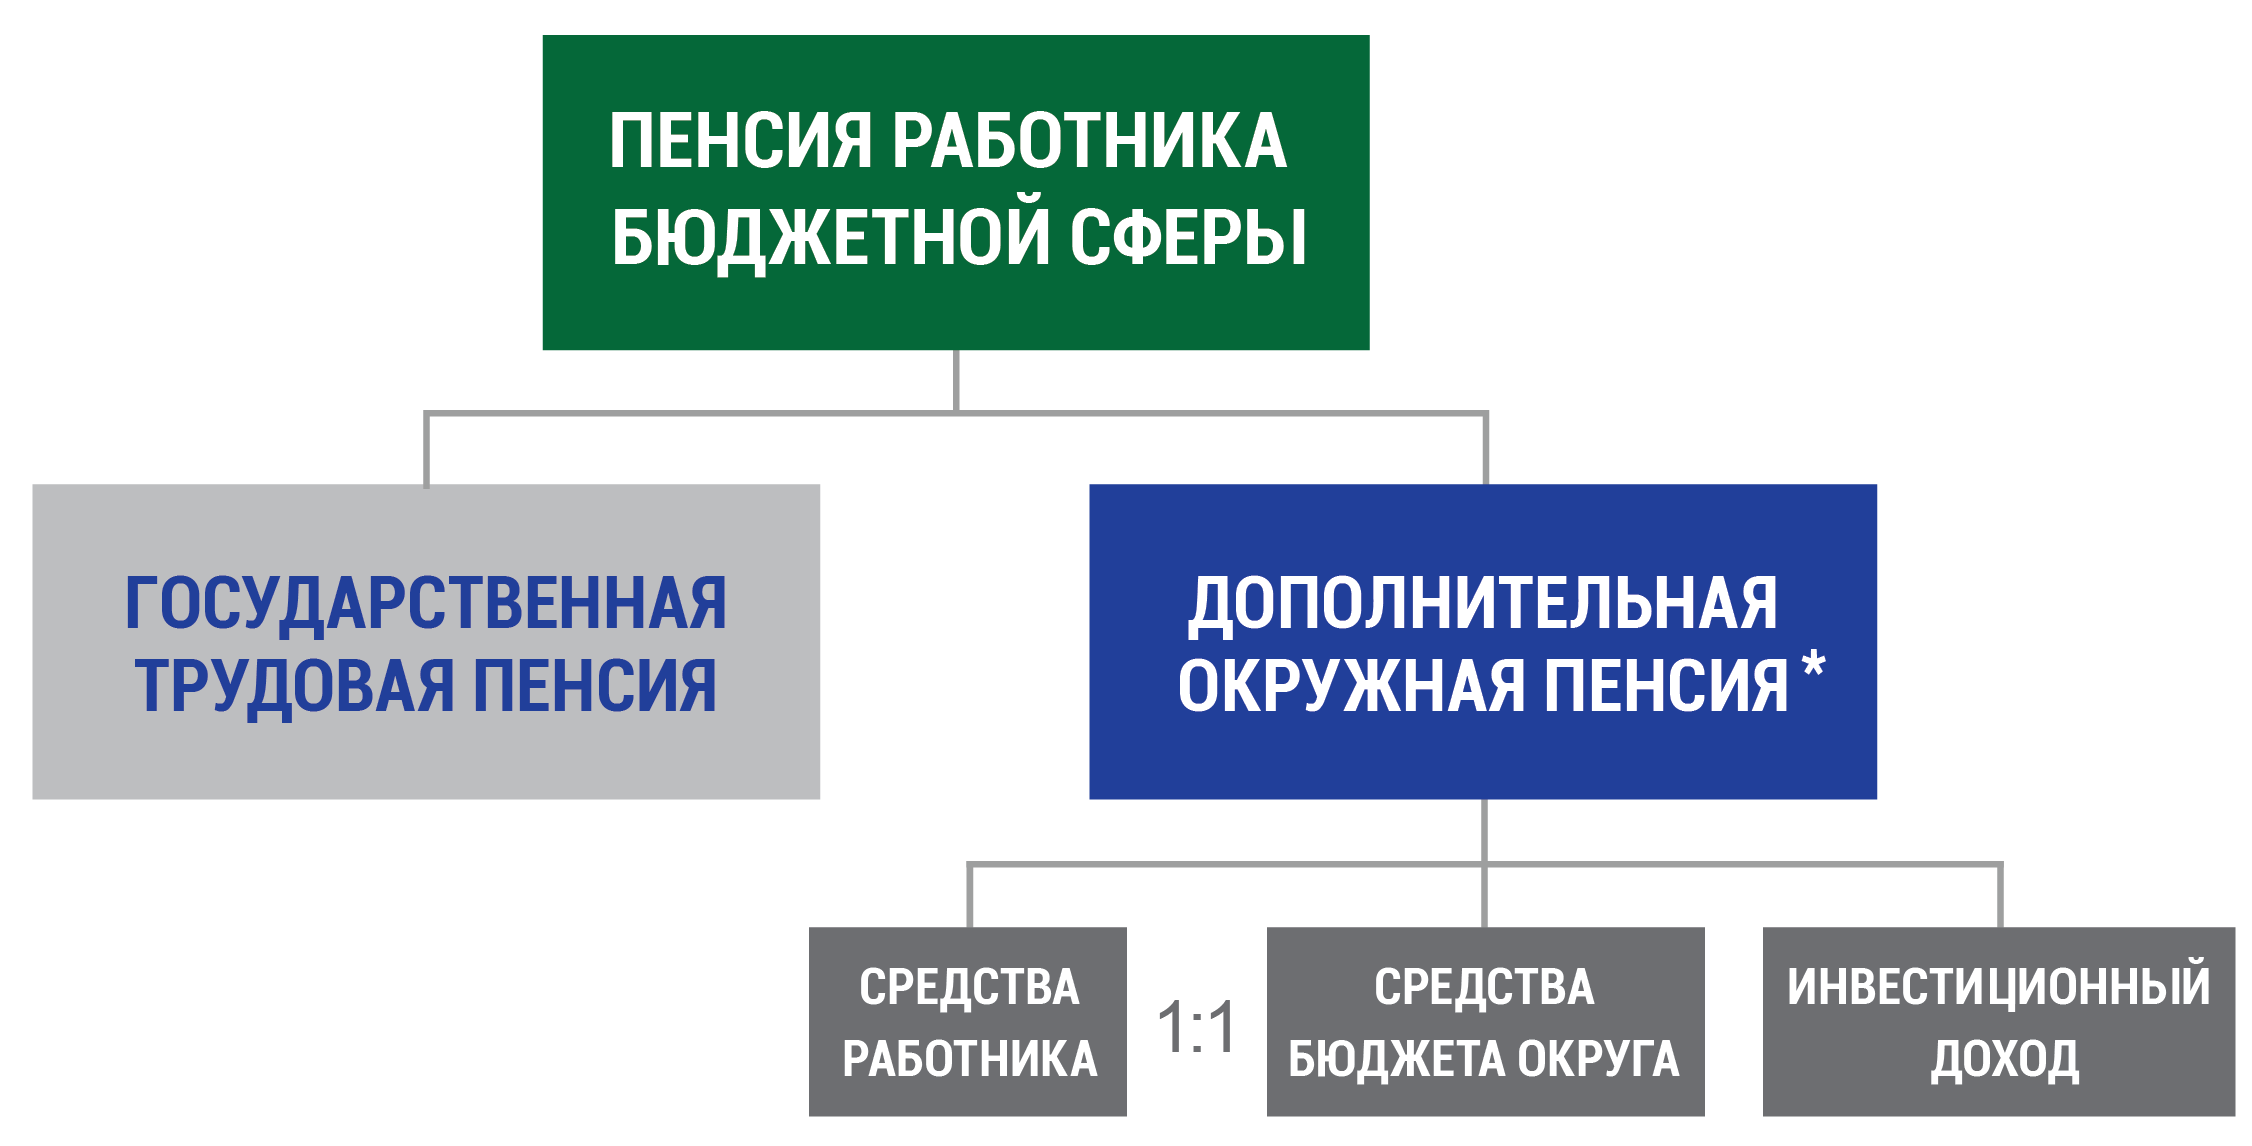 ПЕНСИЯ РАБОТНИКА
БЮДЖЕТНОЙ СФЕРЫ
ГОСУДАРСТВЕННАЯ
ТРУДОВАЯ ПЕНСИЯ
ДОПОЛНИТЕЛЬНАЯ
ОКРУЖНАЯ ПЕНСИЯ *
СРЕДСТВА
РАБОТНИКА
1:1
СРЕДСТВА
БЮДЖЕТА ОКРУГА
ИНВЕСТИЦИОННЫЙ
ДОХОД